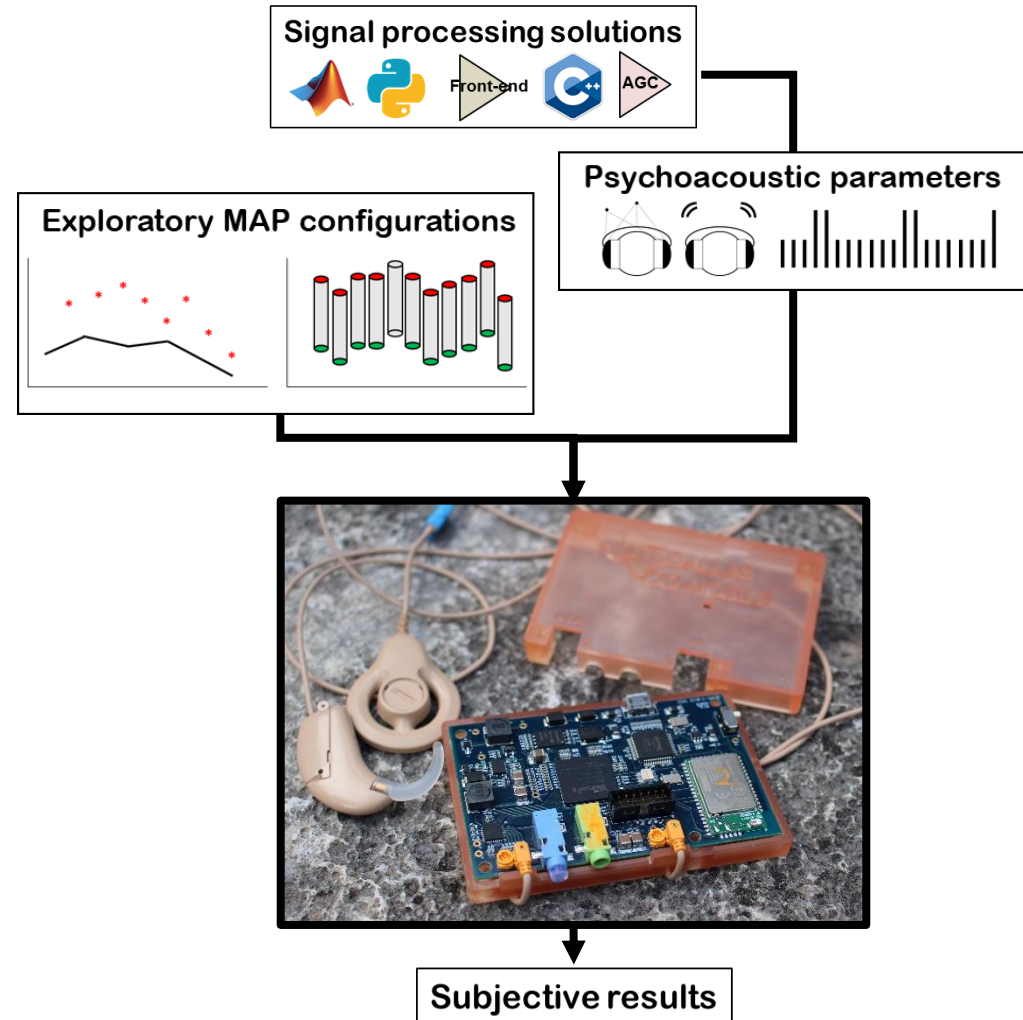 Signal processing solutions
Front-end
C++
AGC
Psychoacoustic parameters
Exploratory MAP configurations
Subjective results